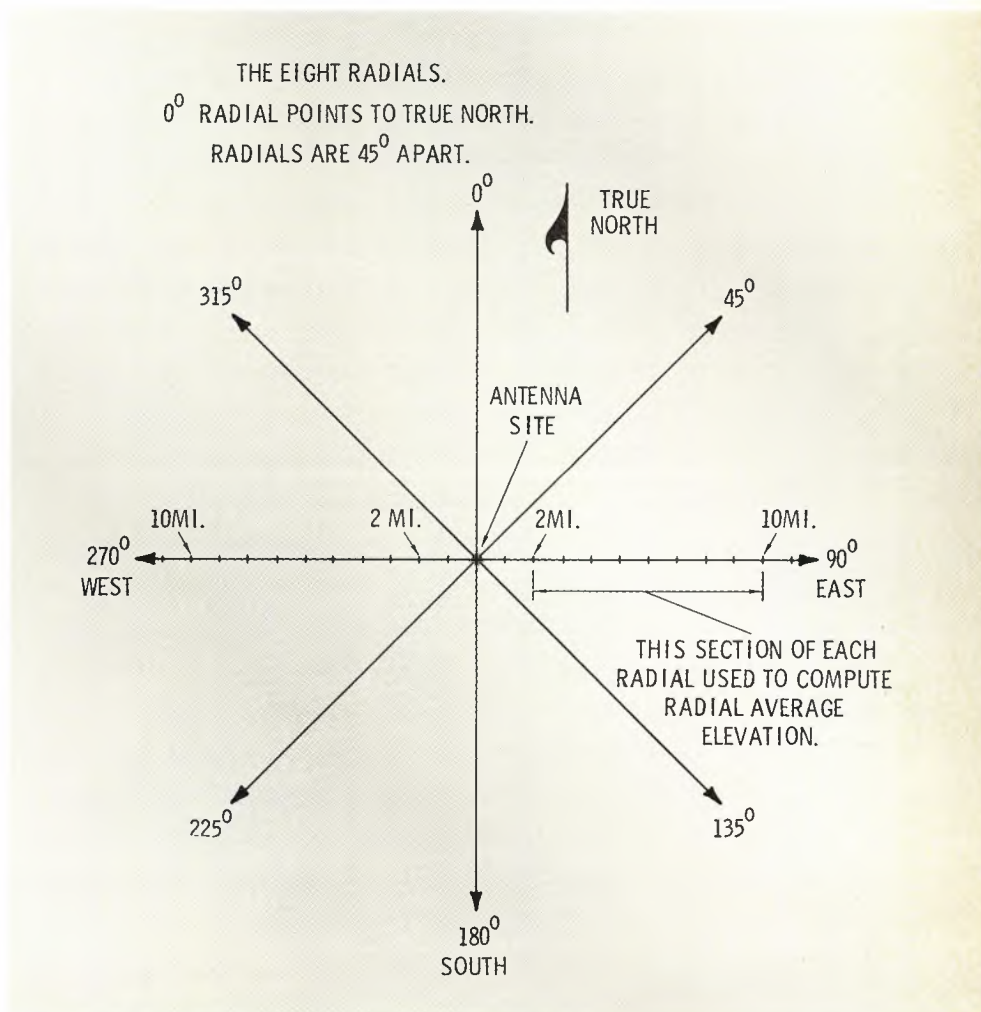 THE EIGHT RADIALS.
0° RADIAL POINTS TO TRUE NORTH.
RADIALS ARE 45° APART.
0°
TRUE
NORTH
315°
45°
ANTENNA
SITE
10MI.
2 MI.
2MI.
10MI.
270°
WEST
90°
EAST
THIS SECTION OF EACH
RADIAL USED TO COMPUTE
RADIAL AVERAGE
ELEVATION.
225°
135°
180°
SOUTH